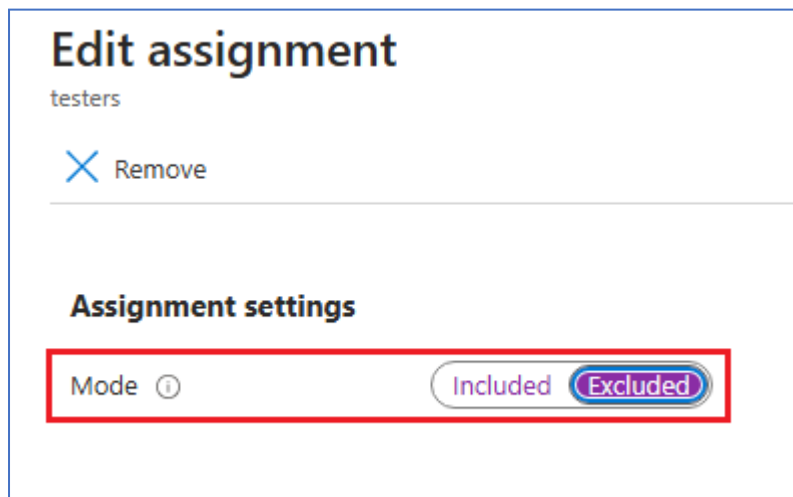 Edit assignment
testers
Remove
Assignment settings
Mode Included Excluded